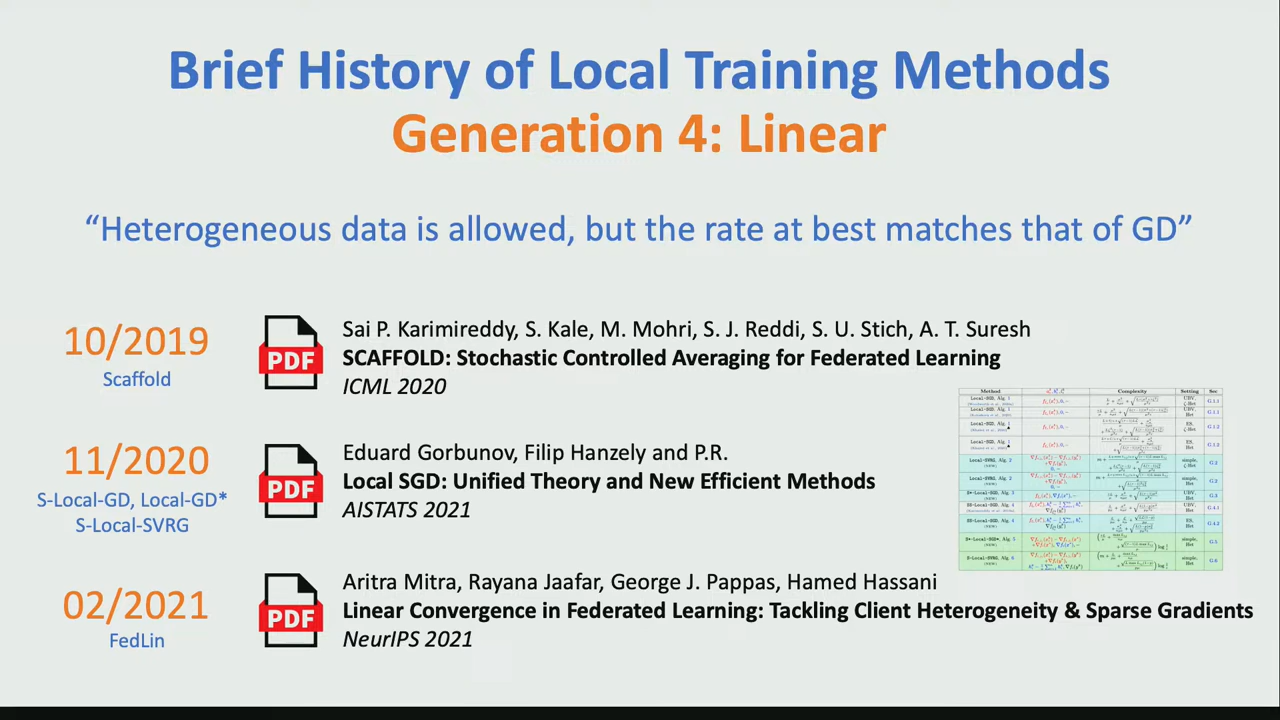 Brief History of Local Training Methods
Generation 4: Linear
“Heterogeneous data is allowed, but the rate at best matches that of GD”
10/2019
Scaffold
PDF
Sai P. Karimireddy, S. Kale, M. Mohri, S. J. Reddi, S. U. Stich, A. T. Suresh
SCAFFOLD: Stochastic Controlled Averaging for Federated Learning
ICML 2020
11/2020
S-Local-GD, Local-GD*
S-Local-SVRG
PDF
Eduard Gorbunov, Filip Hanzely and P.R.
Local SGD: Unified Theory and New Efficient Methods
AISTATS 2021
Method Complexity Setting Sec
02/2021
FedLin
PDF
Aritra Mitra, Rayana Jaafar, George J. Pappas, Hamed Hassani
Linear Convergence in Federated Learning: Tackling Client Heterogeneity & Sparse Gradients
NeurIPS 2021